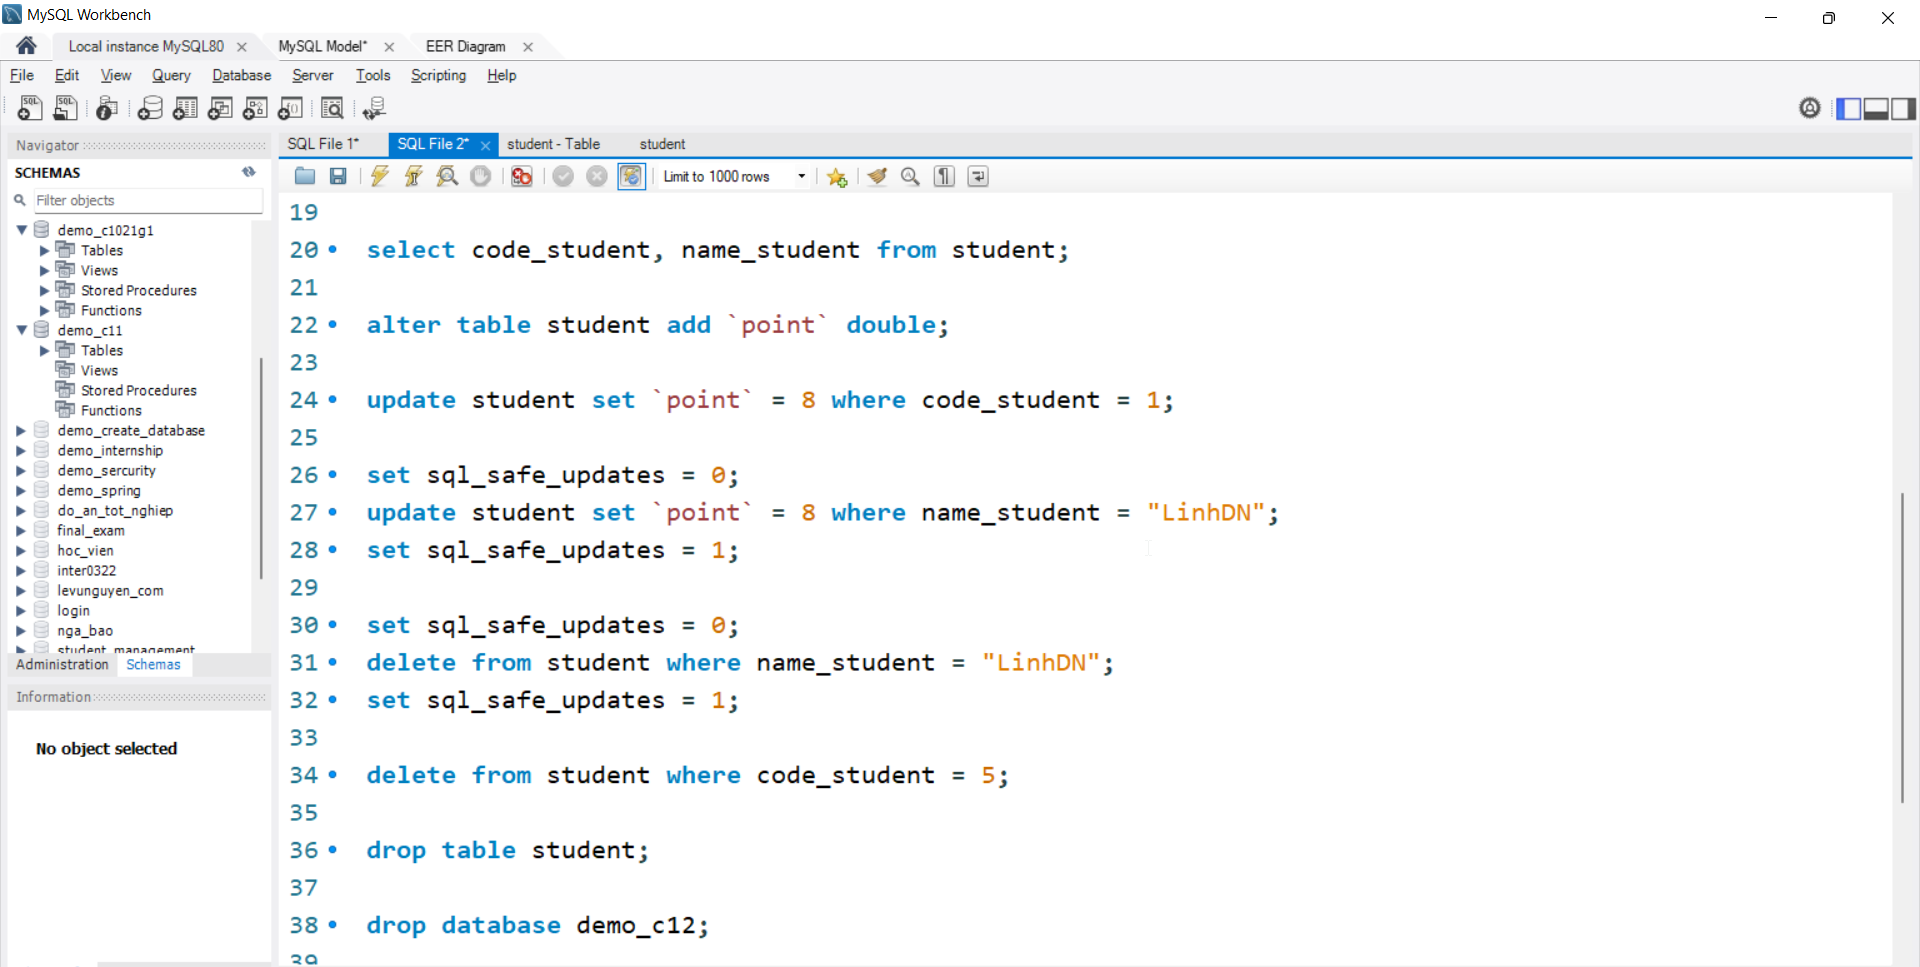 MySQL Workbench
Local instance MySQL80
MySQL Model*
EER Diagram
File Edit View Query Database Server Tools Scripting Help
Navigator
SQL File 1*
SQL File 2*
student - Table
student
SCHEMAS
Limit to 1000 rows
Filter objects
demo_c1021g1
Tables
Views
Stored Procedures
Functions
demo_c11
Tables
Views
Stored Procedures
Functions
demo_create_database
demo_internship
demo_sercurity
demo_spring
do_an_tot_nghiep
final_exam
hoc_vien
inter0322
levunguyen_com
login
nga_bao
student_management
Administration Schemas
Information
No object selected
19
20 select code_student, name_student from student;
21
22 alter table student add `point` double;
23
24 update student set `point` = 8 where code_student = 1;
25
26 set sql_safe_updates = 0;
27 update student set `point` = 8 where name_student = "LinhDN";
28 set sql_safe_updates = 1;
29
30 set sql_safe_updates = 0;
31 delete from student where name_student = "LinhDN";
32 set sql_safe_updates = 1;
33
34 delete from student where code_student = 5;
35
36 drop table student;
37
38 drop database demo_c12;
39